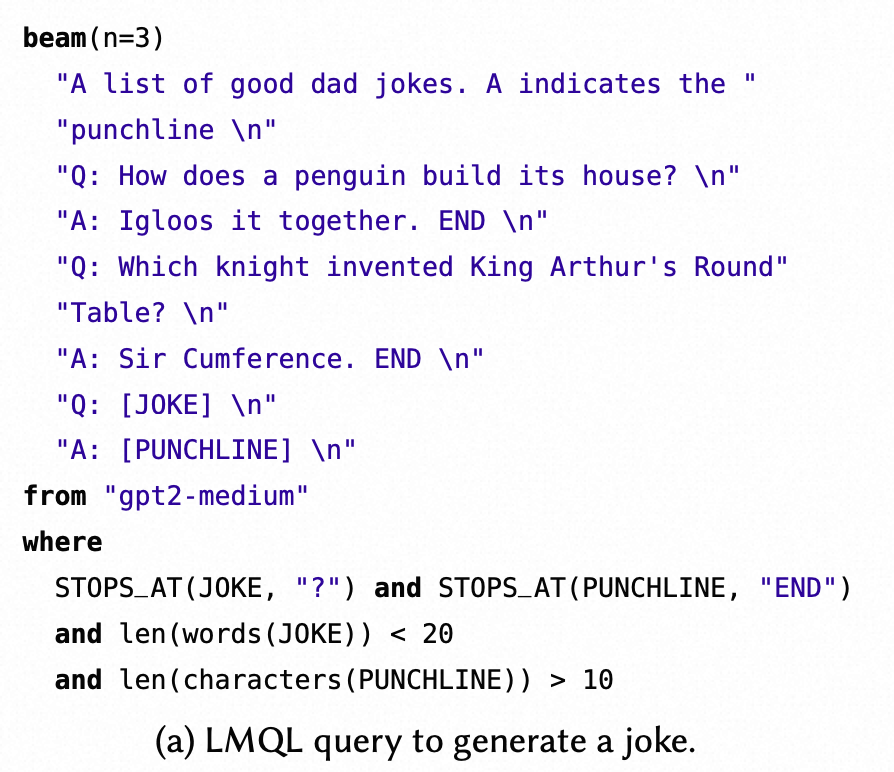 beam(n=3)
"A list of good dad jokes. A indicates the "
"punchline \n"
"Q: How does a penguin build its house? \n"
"A: Igloos it together. END \n"
"Q: Which knight invented King Arthur's Round"
"Table? \n"
"A: Sir Cumference. END \n"
"Q: [JOKE] \n"
"A: [PUNCHLINE] \n"
from "gpt2-medium"
where
STOPS_AT(JOKE, "?") and STOPS_AT(PUNCHLINE, "END")
and len(words(JOKE)) < 20
and len(characters(PUNCHLINE)) > 10
(a) LMQL query to generate a joke.